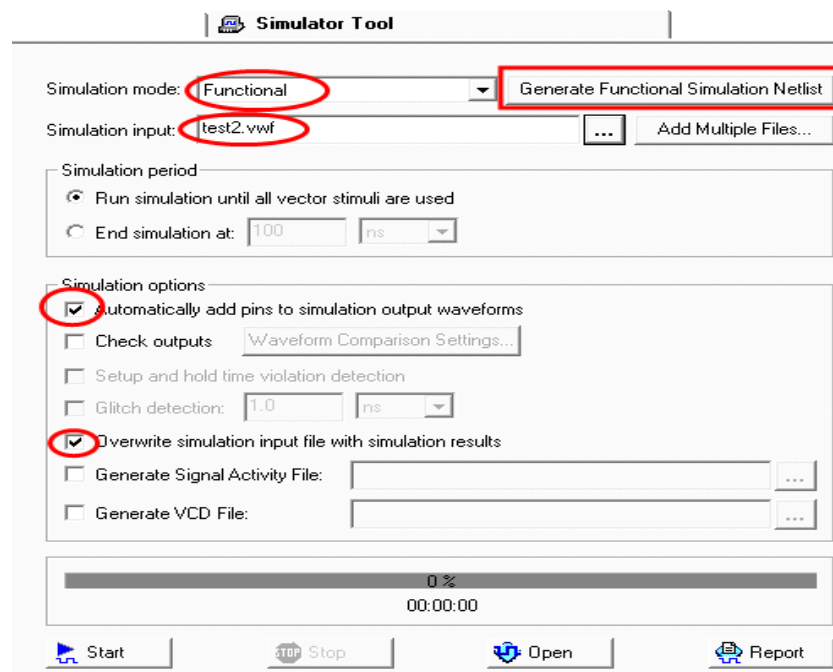 Simulator Tool
Simulation mode: Functional Generate Functional Simulation Netlist
Simulation input: test2.vwf ... Add Multiple Files...
Simulation period
Run simulation until all vector stimuli are used
End simulation at: 100 ns
Simulation options
Automatically add pins to simulation output waveforms
Check outputs Waveform Comparison Settings...
Setup and hold time violation detection
Glitch detection: 1.0 ns
Overwrite simulation input file with simulation results
Generate Signal Activity File: ...
Generate VCD File: ...
0 %
00:00:00
Start STOP Stop Open Report